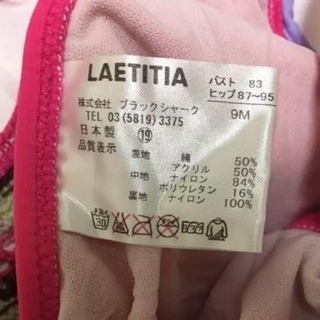 LAETITIA
バスト 83
ヒップ 87~95
9M
株式会社 ブラックシャーク
TEL 03(5819)3375
日本製 ⑲
品質表示
表地 綿 50%
アクリル 50%
中地 ナイロン 84%
ポリウレタン 16%
裏地 ナイロン 100%